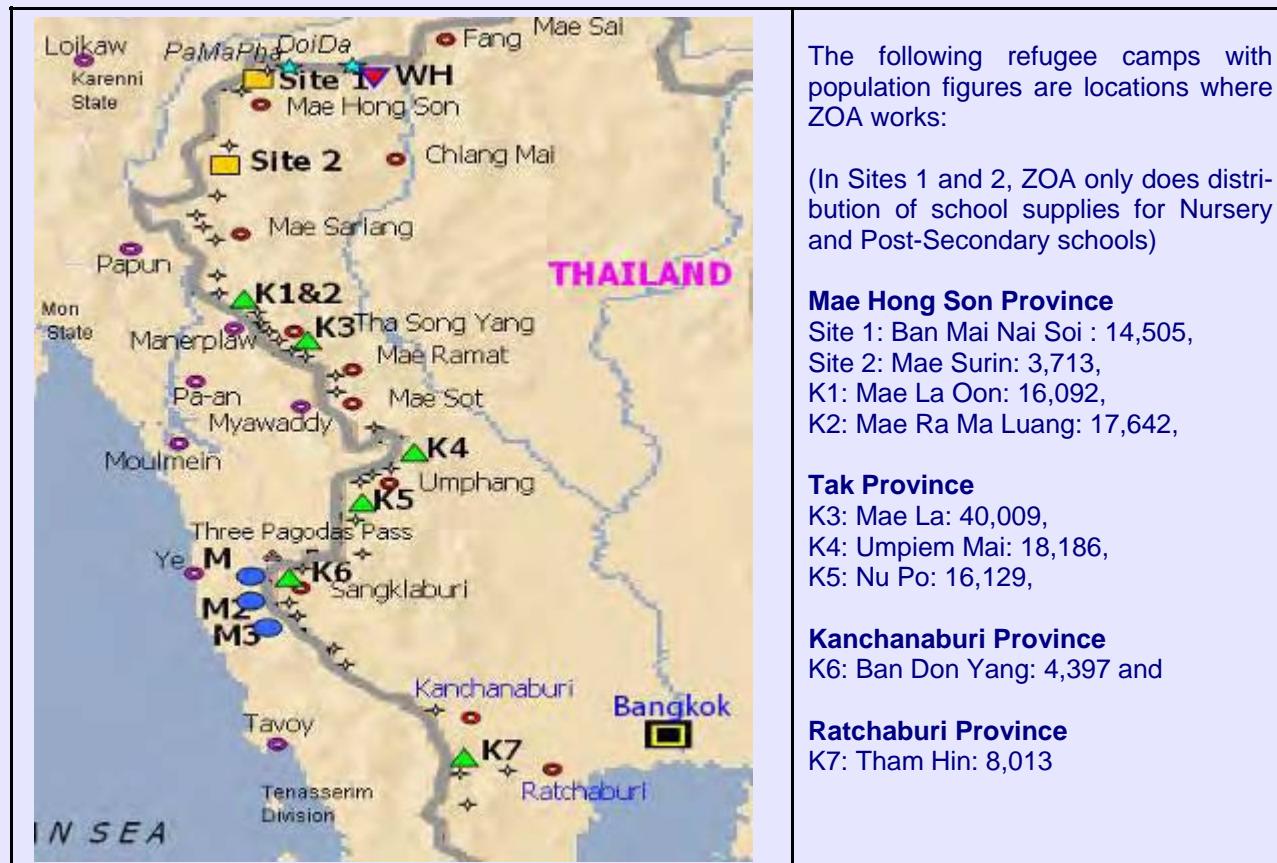 Mae Sai
Loikaw
PaMaPha
DoiDa
Fang
Karenni
State
Site 1
WH
Mae Hong Son
Site 2
Chiang Mai
Mae Sarlang
Papun
THAILAND
K1&2
Mon
State
Manerplaw
K3
Tha Song Yang
Mae Ramat
Pa-an
Mae Sot
Myawaddy
Moulmein
K4
Umphang
K5
Three Pagodas Pass
Ye
M
K6
Sangklaburi
M2
M3
Kanchanaburi
Bangkok
Tavoy
K7
Ratchaburi
Tenasserim
Division
N SEA
The following refugee camps with
population figures are locations where
ZOA works:
(In Sites 1 and 2, ZOA only does distri-
bution of school supplies for Nursery
and Post-Secondary schools)
Mae Hong Son Province
Site 1: Ban Mai Nai Soi : 14,505,
Site 2: Mae Surin: 3,713,
K1: Mae La Oon: 16,092,
K2: Mae Ra Ma Luang: 17,642,
Tak Province
K3: Mae La: 40,009,
K4: Umpiem Mai: 18,186,
K5: Nu Po: 16,129,
Kanchanaburi Province
K6: Ban Don Yang: 4,397 and
Ratchaburi Province
K7: Tham Hin: 8,013